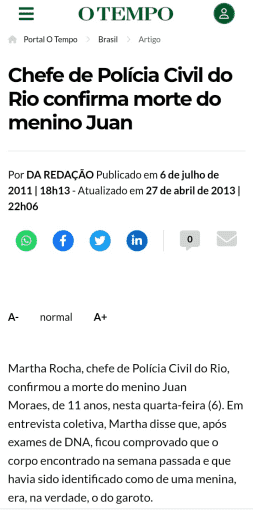 O TEMPO
Portal O Tempo
Brasil
Artigo
Chefe de Polícia Civil do
Rio confirma morte do
menino Juan
Por DA REDAÇÃO Publicado em 6 de julho de
2011 | 18h13 - Atualizado em 27 de abril de 2013 |
22h06
0
A- normal A+
Martha Rocha, chefe de Polícia Civil do Rio,
confirmou a morte do menino Juan
Moraes, de 11 anos, nesta quarta-feira (6). Em
entrevista coletiva, Martha disse que, após
exames de DNA, ficou comprovado que o
corpo encontrado na semana passada e que
havia sido identificado como de uma menina,
era, na verdade, o do garoto.